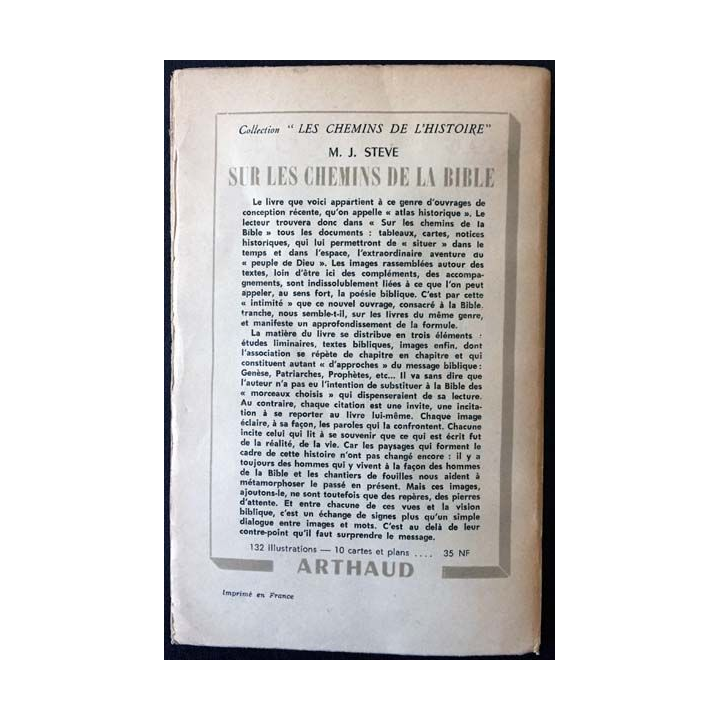 Collection " LES CHEMINS DE L'HISTOIRE"
M. J. STEVE
SUR LES CHEMINS DE LA BIBLE
Le livre que voici appartient à ce genre d'ouvrages de
conception récente, qu'on appelle « atlas historique ». Le
lecteur trouvera donc dans « Sur les chemins de la
Bible » tous les documents : tableaux, cartes, notices
historiques, qui lui permettront de « situer » dans le
temps et dans l'espace, l'extraordinaire aventure du
« peuple de Dieu ». Les images rassemblées autour des
textes, loin d'être ici des compléments, des accompa-
gnements, sont indissolublement liées à ce que l'on peut
appeler, au sens fort, la poésie biblique. C'est par cette
« intimité » que ce nouvel ouvrage, consacré à la Bible.
tranche, nous semble-t-il, sur les livres du même genre,
et manifeste un approfondissement de la formule.
La matière du livre se distribue en trois éléments :
études liminaires, textes bibliques, images enfin, dont
l'association se répète de chapitre en chapitre et qui
constituent autant « d'approches » du message biblique :
Genèse, Patriarches, Prophètes, etc... Il va sans dire que
l'auteur n'a pas eu l'intention de substituer à la Bible des
« morceaux choisis » qui dispenseraient de sa lecture.
Au contraire, chaque citation est une invite, une incita-
tion à se reporter au livre lui-même. Chaque image
éclaire, à sa façon, les paroles qui la confrontent. Chacune
incite celui qui lit à se souvenir que ce qui est écrit fut
de la réalité, de la vie. Car les paysages qui forment le
cadre de cette histoire n'ont pas changé encore : il y a
toujours des hommes qui y vivent à la façon des hommes
de la Bible et les chantiers de fouilles nous aident à
métamorphoser le passé en présent. Mais ces images,
ajoutons-le, ne sont toutefois que des repères, des pierres
d'attente. Et entre chacune de ces vues et la vision
biblique, c'est un échange de signes plus qu'un simple
dialogue entre images et mots. C'est au delà de leur
contre-point qu'il faut surprendre le message.
132 illustrations — 10 cartes et plans .... 35 NF
ARTHAUD
Imprimé en France